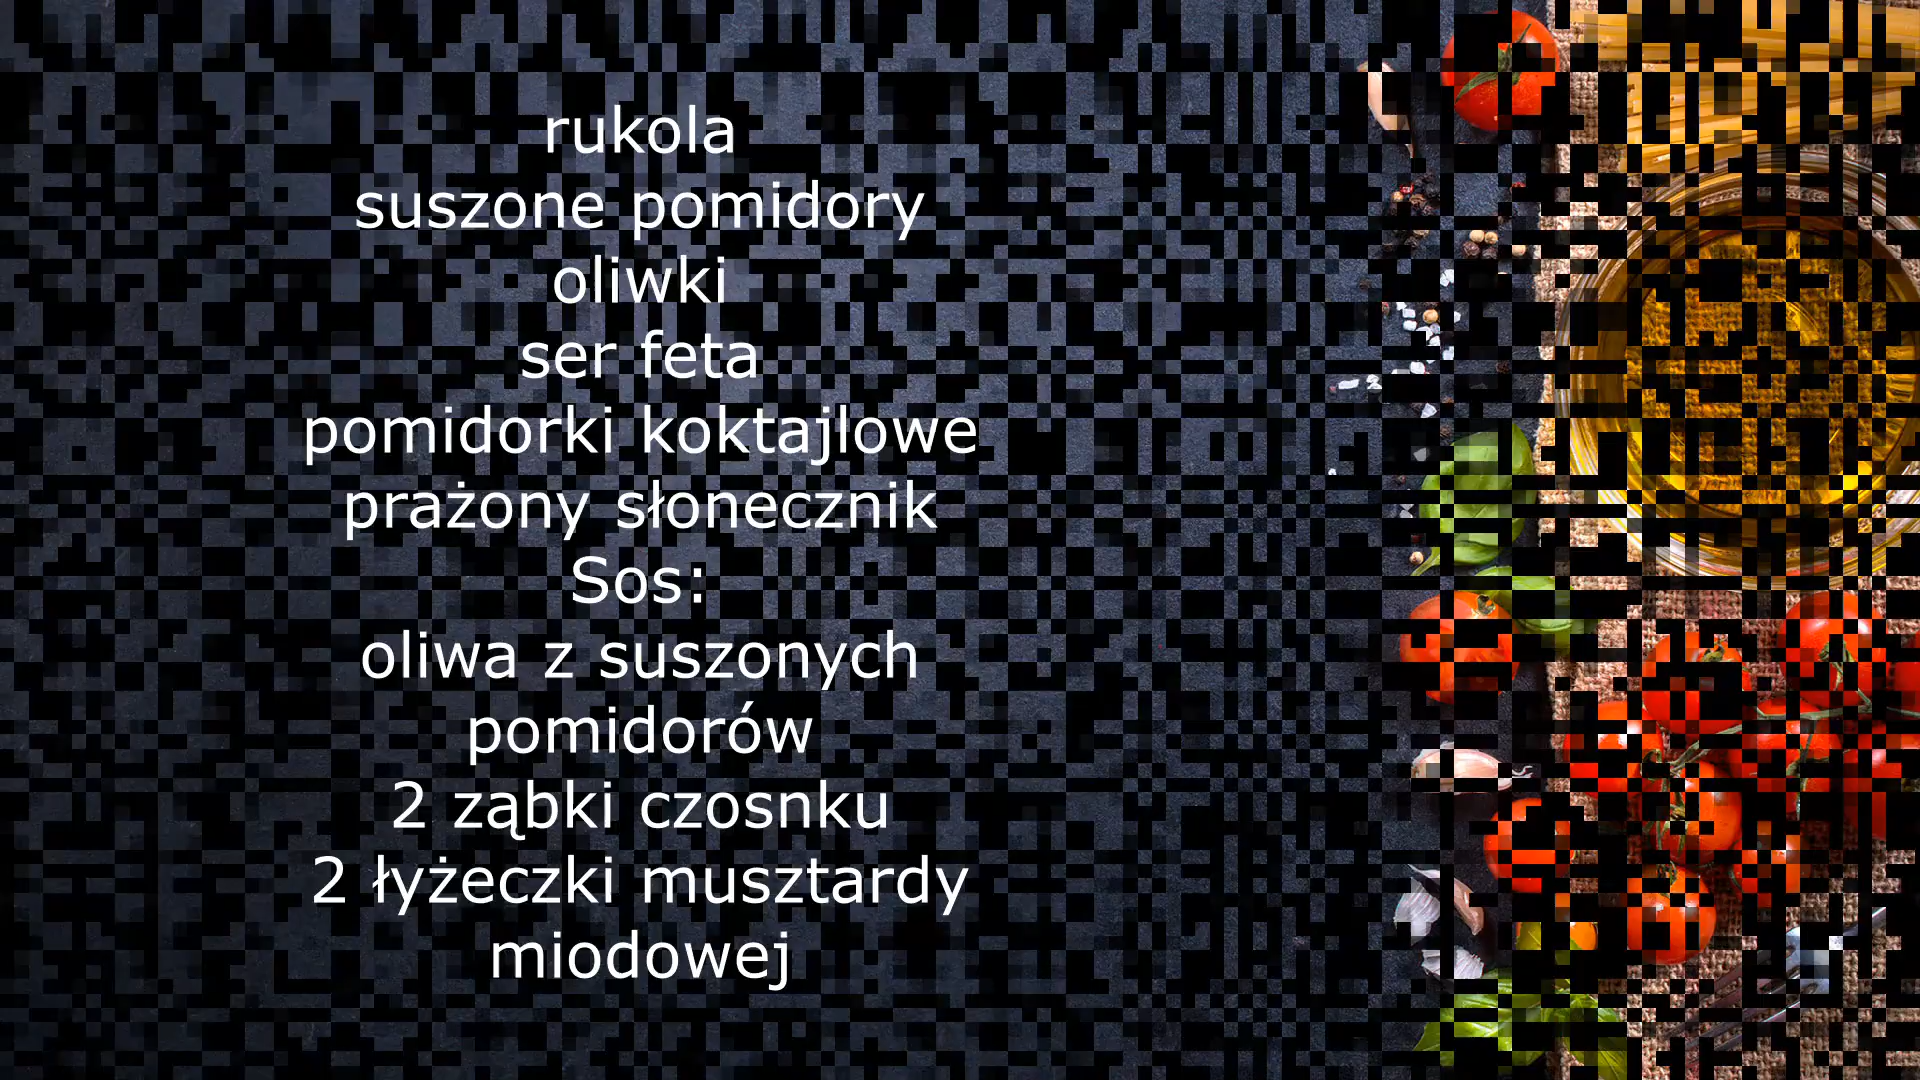 rukola
suszone pomidory
oliwki
ser feta
pomidorki koktajlowe
prażony słonecznik
Sos:
oliwa z suszonych
pomidorów
2 ząbki czosnku
2 łyżeczki musztardy
miodowej